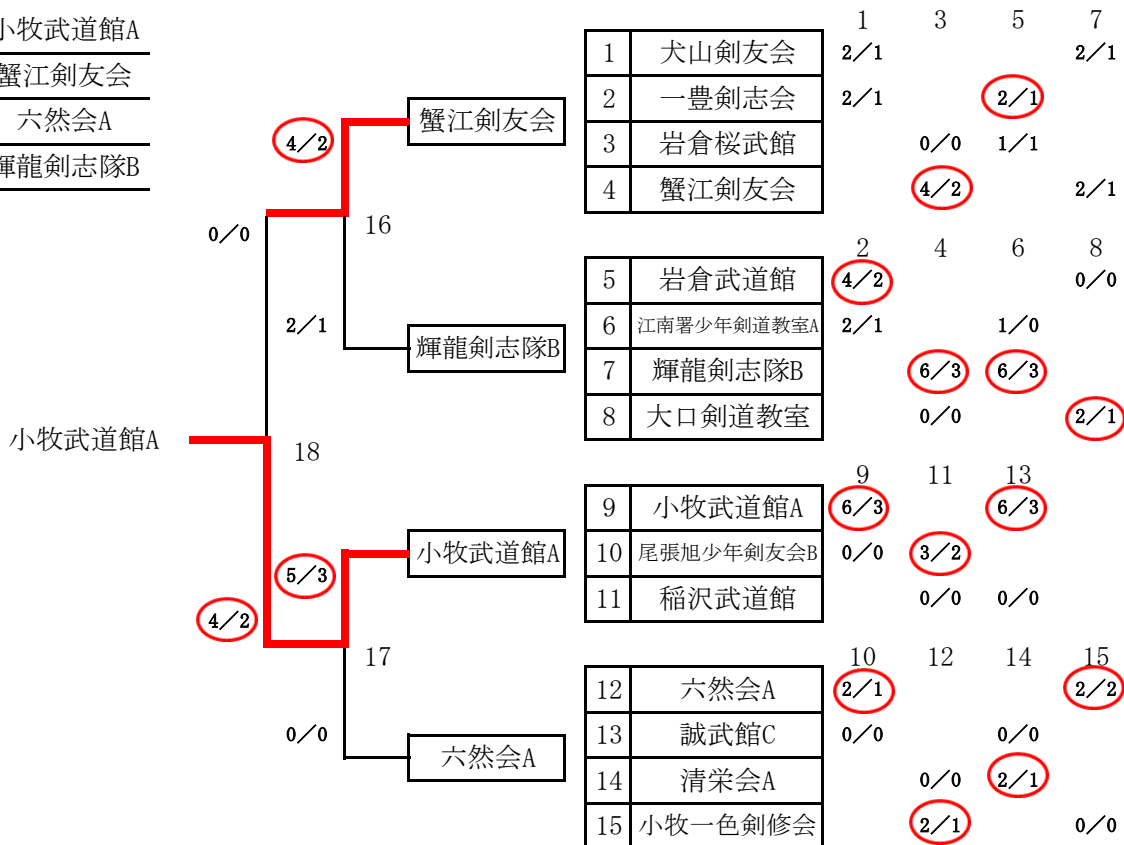 小牧武道館A
蟹江剣友会
六然会A
輝龍剣志隊B
1 3 5 7
1 犬山剣友会 2/1 2/1
2 一豊剣志会 2/1 2/1
3 岩倉桜武館 0/0 1/1
4 蟹江剣友会 4/2 2/1
2 4 6 8
5 岩倉武道館 4/2 0/0
6 江南署少年剣道教室A 2/1 1/0
7 輝龍剣志隊B 6/3 6/3
8 大口剣道教室 0/0 2/1
9 11 13
9 小牧武道館A 6/3 6/3
10 尾張旭少年剣友会B 0/0 3/2
11 稲沢武道館 0/0 0/0
10 12 14 15
12 六然会A 2/1 2/2
13 誠武館C 0/0 0/0
14 清栄会A 0/0 2/1
15 小牧一色剣修会 2/1 0/0
蟹江剣友会
4/2
16
0/0
2/1
輝龍剣志隊B
小牧武道館A
18
小牧武道館A
5/3
4/2
17
0/0
六然会A